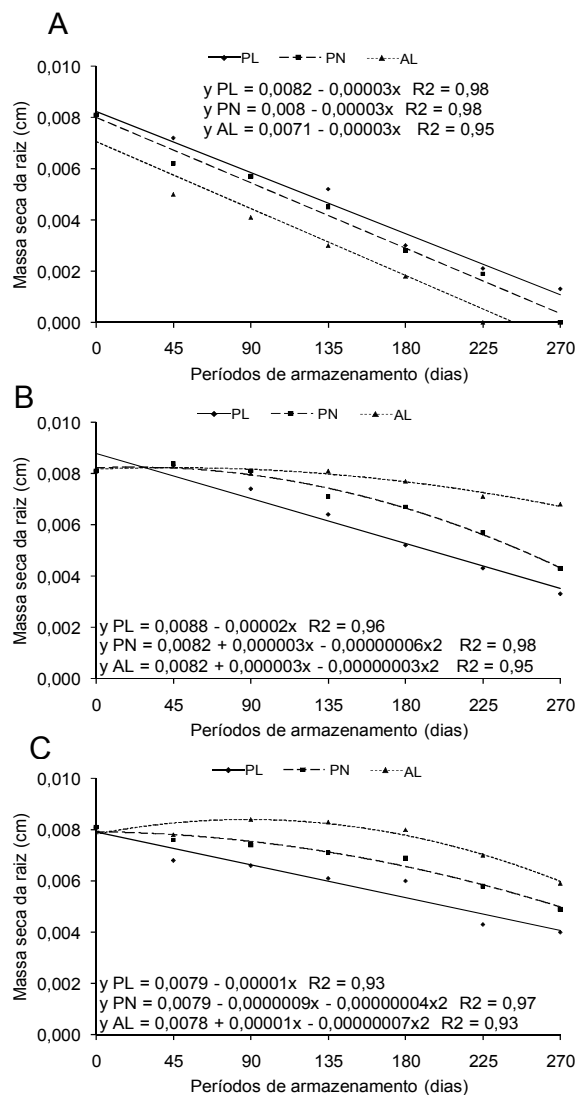 A
PL PN AL
y PL = 0,0082 - 0,00003x R2 = 0,98
y PN = 0,008 - 0,00003x R2 = 0,98
y AL = 0,0071 - 0,00003x R2 = 0,95
Massa seca da raiz (cm)
0,010
0,008
0,006
0,004
0,002
0,000
0 45 90 135 180 225 270
Períodos de armazenamento (dias)
B
PL PN AL
Massa seca da raiz (cm)
0,010
0,008
0,006
0,004
0,002
0,000
y PL = 0,0088 - 0,00002x R2 = 0,96
y PN = 0,0082 + 0,000003x - 0,00000006x2 R2 = 0,98
y AL = 0,0082 + 0,000003x - 0,00000003x2 R2 = 0,95
0 45 90 135 180 225 270
Períodos de armazenamento (dias)
C
PL PN AL
Massa seca da raiz (cm)
0,010
0,008
0,006
0,004
0,002
0,000
y PL = 0,0079 - 0,00001x R2 = 0,93
y PN = 0,0079 - 0,0000009x - 0,00000004x2 R2 = 0,97
y AL = 0,0078 + 0,00001x - 0,00000007x2 R2 = 0,93
0 45 90 135 180 225 270
Períodos de armazenamento (dias)